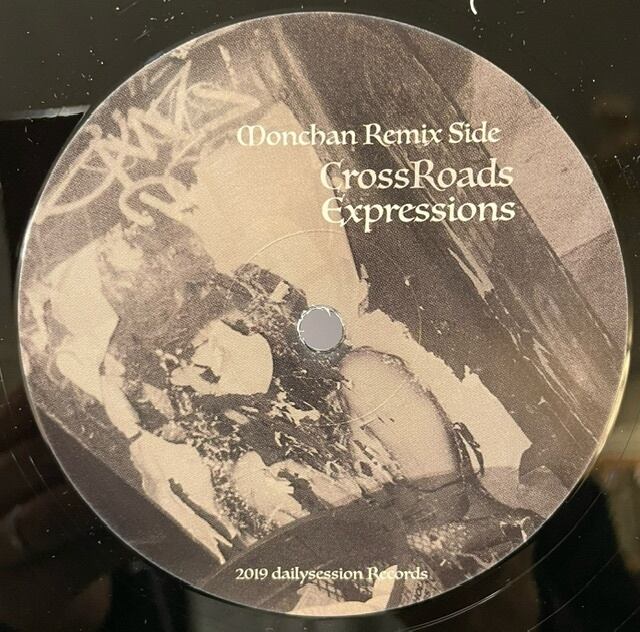 Monchan Remix Side
CrossRoads
Expressions
2019 dailysession Records